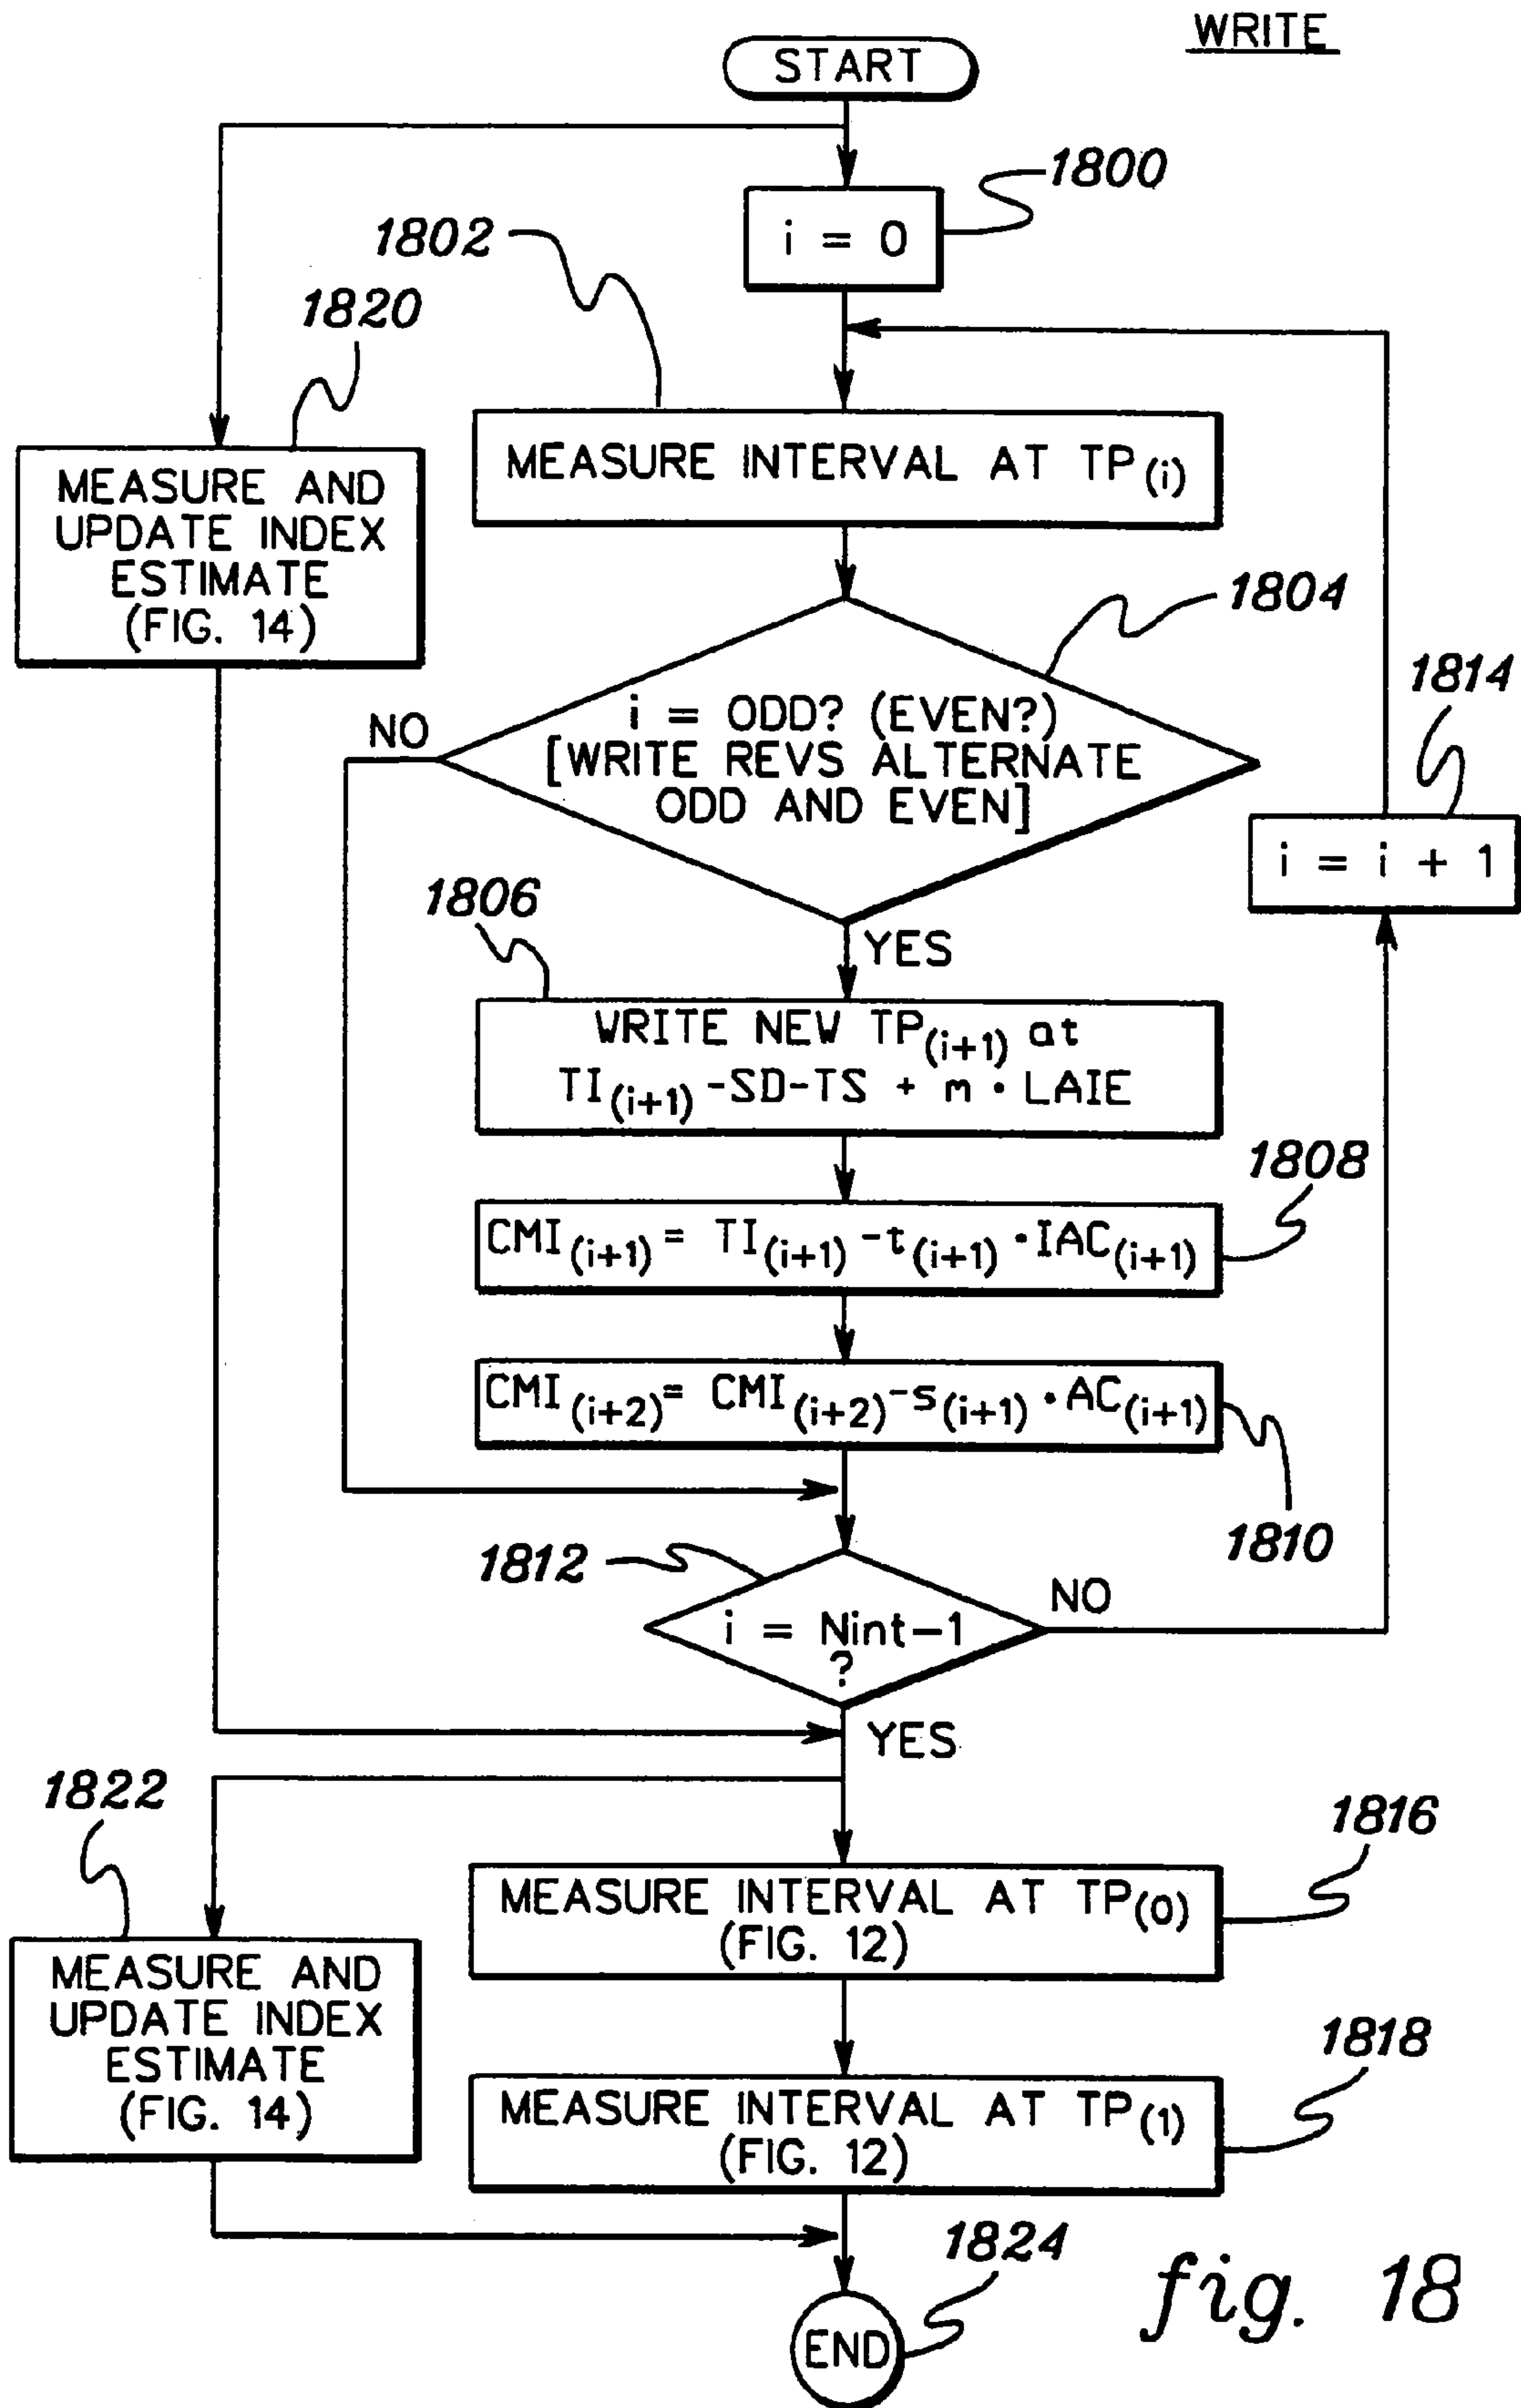 WRITE
START
1800
i = 0
1802
1820
MEASURE INTERVAL AT TP(i)
MEASURE AND
UPDATE INDEX
ESTIMATE
(FIG. 14)
1804
1814
NO
i = ODD? (EVEN?)
[WRITE REVS ALTERNATE
ODD AND EVEN]
i = i + 1
1806
YES
WRITE NEW TP(i+1) at
TI(i+1) -SD-TS + m • LAIE
1808
CMI(i+1) = TI(i+1) -t(i+1) •IAC(i+1)
CMI(i+2) = CMI(i+2) -s(i+1) •AC(i+1)
1810
1812
NO
i = Nint-1
?
YES
1822
1816
MEASURE INTERVAL AT TP(0)
(FIG. 12)
MEASURE AND
UPDATE INDEX
ESTIMATE
(FIG. 14)
1818
MEASURE INTERVAL AT TP(1)
(FIG. 12)
1824
END
fig. 18